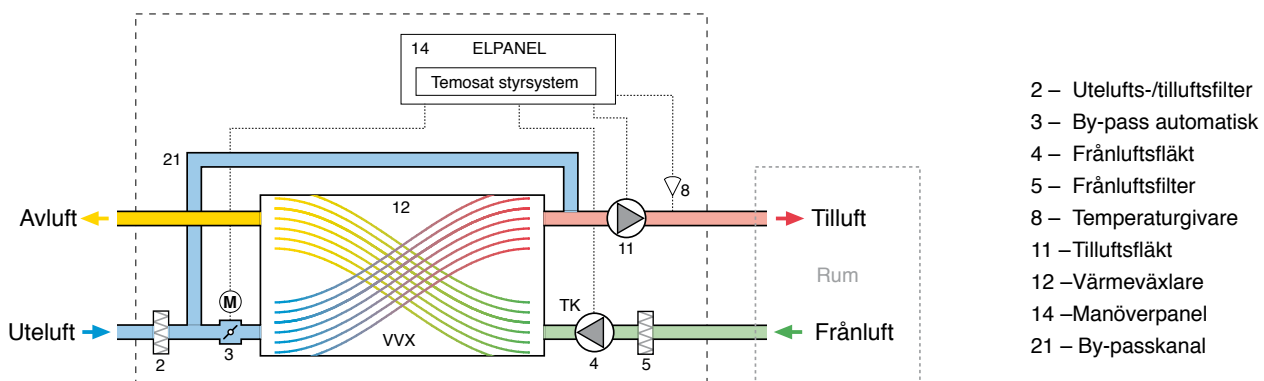 14 ELPANEL
Temosat styrsystem
21
8
Avluft
12
11
Tilluft
Rum
M
TK
Uteluft
VVX
Frånluft
2
3
4
5
2 – Utelufts-/tilluftsfilter
3 – By-pass automatisk
4 – Frånluftsfläkt
5 – Frånluftsfilter
8 – Temperaturgivare
11 –Tilluftsfläkt
12 –Värmeväxlare
14 –Manöverpanel
21 – By-passkanal